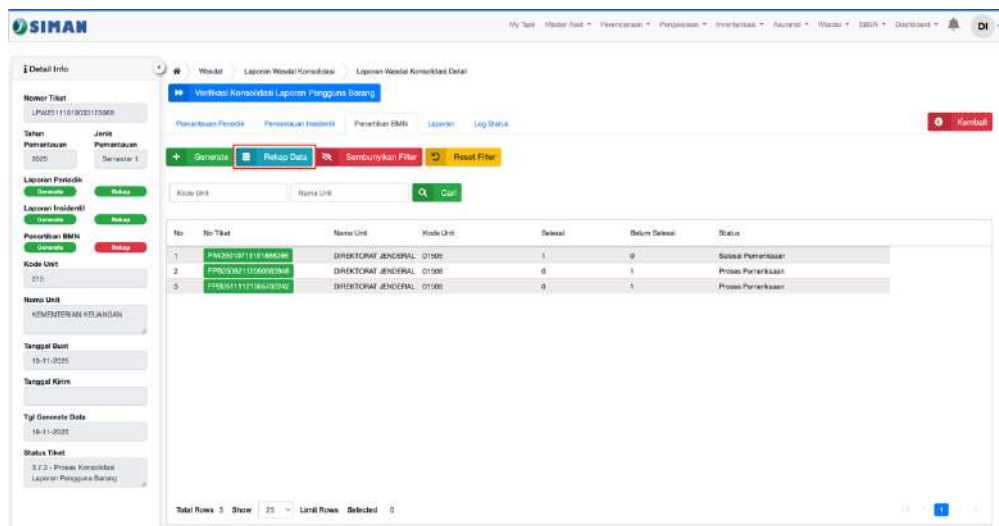 SIMAN
My Task Master Aset Perencanaan Pengelolaan Inventarisasi Asuransi Wasdal SBSN Dashboard DI
Detail Info
Wasdal Laporan Wasdal Konsolidasi Laporan Wasdal Konsolidasi Detail
Verifikasi Konsolidasi Laporan Pengguna Barang
Pemantauan Periodik Pemantauan Insidentil Penertiban BMN Laporan Log Status
Kembali
Generate Rekap Data Sembunyikan Filter Reset Filter
Kode Unit Nama Unit Cari
No No Tiket Nama Unit Kode Unit Selesai Belum Selesai Status
1 DIREKTORAT JENDERAL 01508 1 0 Selesai Pemeriksaan
2 DIREKTORAT JENDERAL 01508 0 1 Proses Pemeriksaan
3 DIREKTORAT JENDERAL 01508 0 1 Proses Pemeriksaan
Total Rows 3 Show 25 Limit Rows Selected 0
1
Nomor Tiket
Tahun Pemantauan
Jenis Pemantauan
2025
Semester 1
Laporan Periodik
Generate Rekap
Laporan Insidentil
Generate Rekap
Penertiban BMN
Generate Rekap
Kode Unit
015
Nama Unit
KEMENTERIAN KEUANGAN
Tanggal Buat
19-11-2025
Tanggal Kirim
Tgl Generate Data
19-11-2025
Status Tiket
3.7.3 - Proses Konsolidasi
Laporan Pengguna Barang